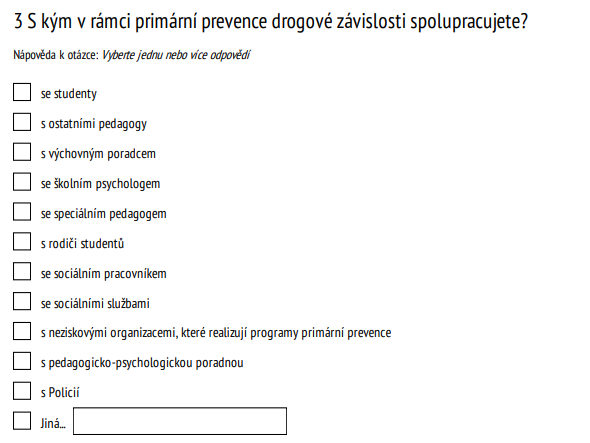 3 S kým v rámci primární prevence drogové závislosti spolupracujete?
Nápověda k otázce: Vyberte jednu nebo více odpovědí
se studenty
s ostatními pedagogy
s výchovným poradcem
se školním psychologem
se speciálním pedagogem
s rodiči studentů
se sociálním pracovníkem
se sociálními službami
s neziskovými organizacemi, které realizují programy primární prevence
s pedagogicko-psychologickou poradnou
s Policií
Jiná...